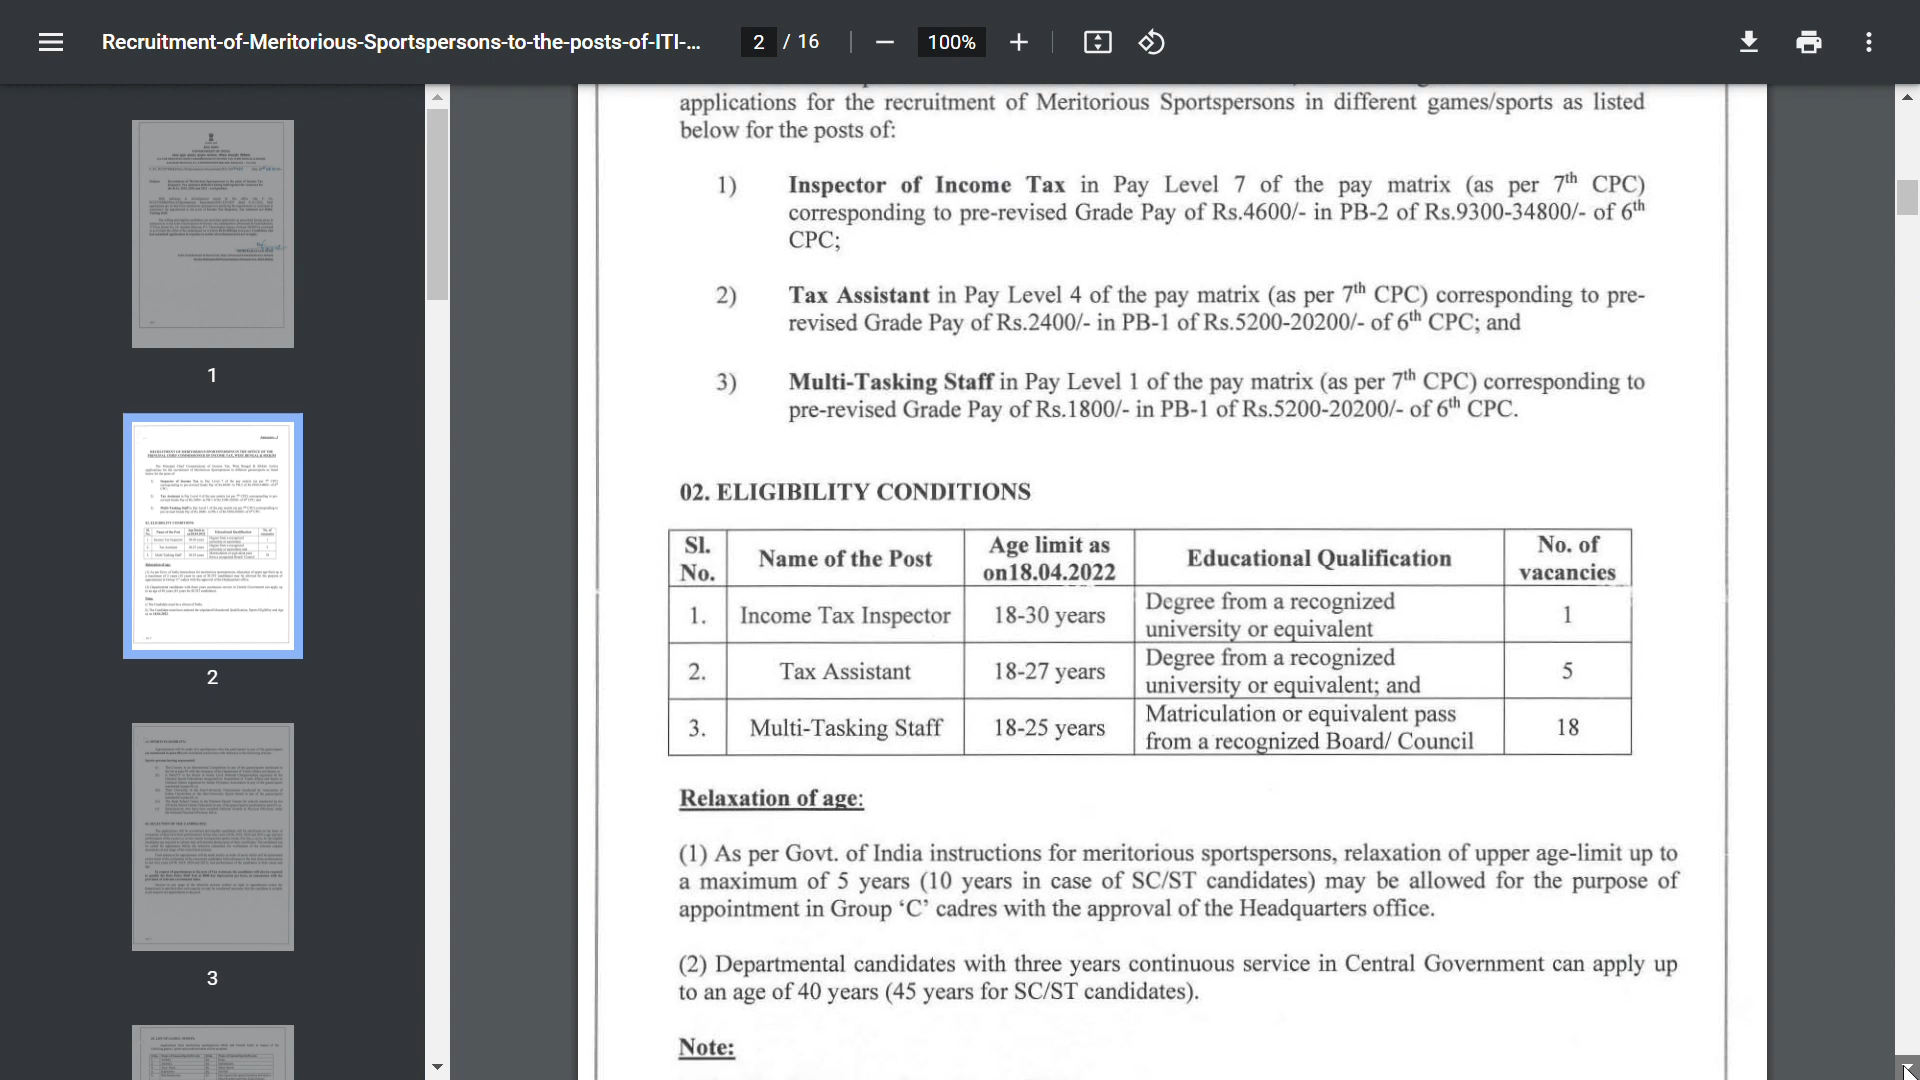 Recruitment-of-Meritorious-Sportspersons-to-the-posts-of-ITI-...
2 / 16
100%
1
2
3
applications for the recruitment of Meritorious Sportspersons in different games/sports as listed
below for the posts of:
1) Inspector of Income Tax in Pay Level 7 of the pay matrix (as per 7th CPC)
corresponding to pre-revised Grade Pay of Rs.4600/- in PB-2 of Rs.9300-34800/- of 6th
CPC;
2) Tax Assistant in Pay Level 4 of the pay matrix (as per 7th CPC) corresponding to pre-
revised Grade Pay of Rs.2400/- in PB-1 of Rs.5200-20200/- of 6th CPC; and
3) Multi-Tasking Staff in Pay Level 1 of the pay matrix (as per 7th CPC) corresponding to
pre-revised Grade Pay of Rs.1800/- in PB-1 of Rs.5200-20200/- of 6th CPC.
02. ELIGIBILITY CONDITIONS
Sl. No. Name of the Post Age limit as on18.04.2022 Educational Qualification No. of vacancies
1. Income Tax Inspector 18-30 years Degree from a recognized university or equivalent 1
2. Tax Assistant 18-27 years Degree from a recognized university or equivalent; and 5
3. Multi-Tasking Staff 18-25 years Matriculation or equivalent pass from a recognized Board/ Council 18
Relaxation of age:
(1) As per Govt. of India instructions for meritorious sportspersons, relaxation of upper age-limit up to
a maximum of 5 years (10 years in case of SC/ST candidates) may be allowed for the purpose of
appointment in Group ‘C’ cadres with the approval of the Headquarters office.
(2) Departmental candidates with three years continuous service in Central Government can apply up
to an age of 40 years (45 years for SC/ST candidates).
Note: